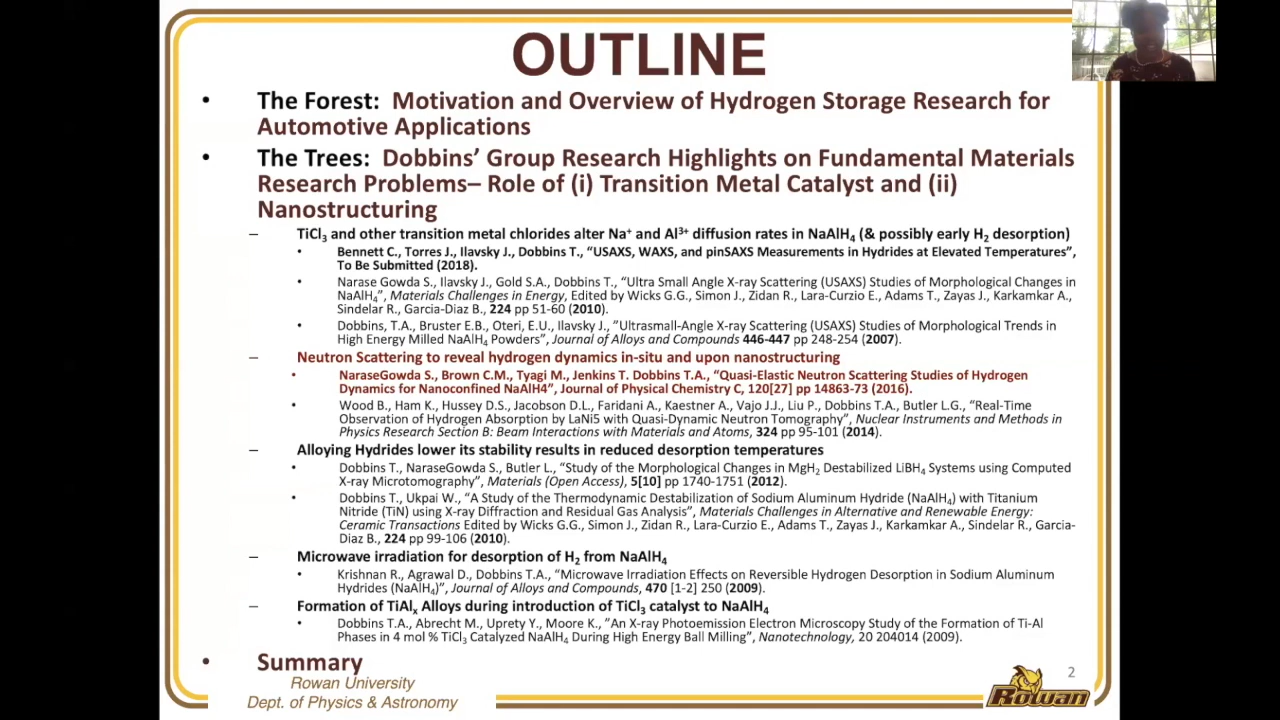 OUTLINE
• The Forest: Motivation and Overview of Hydrogen Storage Research for
Automotive Applications
• The Trees: Dobbins’ Group Research Highlights on Fundamental Materials
Research Problems– Role of (i) Transition Metal Catalyst and (ii)
Nanostructuring
– TiCl₃ and other transition metal chlorides alter Na⁺ and Al³⁺ diffusion rates in NaAlH₄ (& possibly early H₂ desorption)
• Bennett C., Torres J., Ilavsky J., Dobbins T., “USAXS, WAXS, and pinSAXS Measurements in Hydrides at Elevated Temperatures”,
To Be Submitted (2018).
• Narase Gowda S., Ilavsky J., Gold S.A., Dobbins T., “Ultra Small Angle X-ray Scattering (USAXS) Studies of Morphological Changes in
NaAlH₄”, Materials Challenges in Energy, Edited by Wicks G.G., Simon J., Zidan R., Lara-Curzio E., Adams T., Zayas J., Karkamkar A.,
Sindelar R., Garcia-Diaz B., 224 pp 51-60 (2010).
• Dobbins, T.A., Bruster E.B., Oteri, E.U., Ilavsky J., ”Ultrasmall-Angle X-ray Scattering (USAXS) Studies of Morphological Trends in
High Energy Milled NaAlH₄ Powders”, Journal of Alloys and Compounds 446-447 pp 248-254 (2007).
– Neutron Scattering to reveal hydrogen dynamics in-situ and upon nanostructuring
• NaraseGowda S., Brown C.M., Tyagi M., Jenkins T. Dobbins T.A., “Quasi-Elastic Neutron Scattering Studies of Hydrogen
Dynamics for Nanoconfined NaAlH4”, Journal of Physical Chemistry C, 120[27] pp 14863-73 (2016).
• Wood B., Ham K., Hussey D.S., Jacobson D.L., Faridani A., Kaestner A., Vajo J.J., Liu P., Dobbins T.A., Butler L.G., “Real-Time
Observation of Hydrogen Absorption by LaNi5 with Quasi-Dynamic Neutron Tomography”, Nuclear Instruments and Methods in
Physics Research Section B: Beam Interactions with Materials and Atoms, 324 pp 95-101 (2014).
– Alloying Hydrides lower its stability results in reduced desorption temperatures
• Dobbins T., NaraseGowda S., Butler L., “Study of the Morphological Changes in MgH₂ Destabilized LiBH₄ Systems using Computed
X-ray Microtomography”, Materials (Open Access), 5[10] pp 1740-1751 (2012).
• Dobbins T., Ukpai W., “A Study of the Thermodynamic Destabilization of Sodium Aluminum Hydride (NaAlH₄) with Titanium
Nitride (TiN) using X-ray Diffraction and Residual Gas Analysis”, Materials Challenges in Alternative and Renewable Energy:
Ceramic Transactions Edited by Wicks G.G., Simon J., Zidan R., Lara-Curzio E., Adams T., Zayas J., Karkamkar A., Sindelar R., Garcia-
Diaz B., 224 pp 99-106 (2010).
– Microwave irradiation for desorption of H₂ from NaAlH₄
• Krishnan R., Agrawal D., Dobbins T.A., “Microwave Irradiation Effects on Reversible Hydrogen Desorption in Sodium Aluminum
Hydrides (NaAlH₄)”, Journal of Alloys and Compounds, 470 [1-2] 250 (2009).
– Formation of TiAlₓ Alloys during introduction of TiCl₃ catalyst to NaAlH₄
• Dobbins T.A., Abrecht M., Uprety Y., Moore K., ”An X-ray Photoemission Electron Microscopy Study of the Formation of Ti-Al
Phases in 4 mol % TiCl₃ Catalyzed NaAlH₄ During High Energy Ball Milling”, Nanotechnology, 20 204014 (2009).
• Summary
Rowan University
Dept. of Physics & Astronomy
2
Rowan